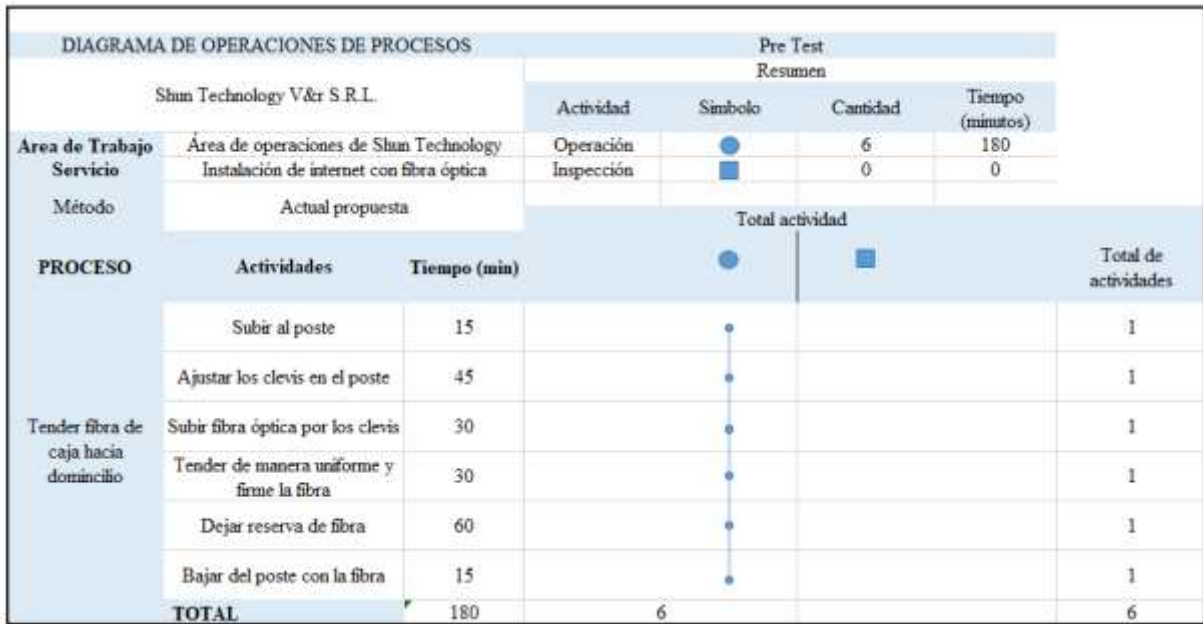 DIAGRAMA DE OPERACIONES DE PROCESOS Pre Test
Resumen
Shun Technology V&r S.R.L.
Actividad Simbolo Cantidad Tiempo (minutos)
Area de Trabajo Área de operaciones de Shun Technology Operación 6 180
Servicio Instalación de internet con fibra óptica Inspección 0 0
Método Actual propuesta
Total actividad
PROCESO Actividades Tiempo (min) Total de actividades
Tender fibra de caja hacia domincilio
Subir al poste 15 1
Ajustar los clevis en el poste 45 1
Subir fibra óptica por los clevis 30 1
Tender de manera uniforme y firme la fibra 30 1
Dejar reserva de fibra 60 1
Bajar del poste con la fibra 15 1
TOTAL 180 6 6